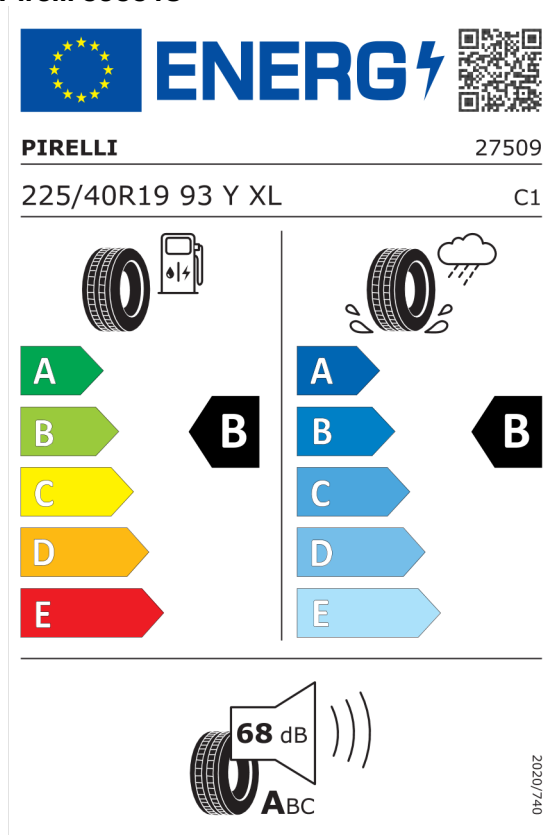 ENERG
PIRELLI 27509
225/40R19 93 Y XL C1
A A
B B B B
C C
D D
E E
68 dB
ABC
2020/740